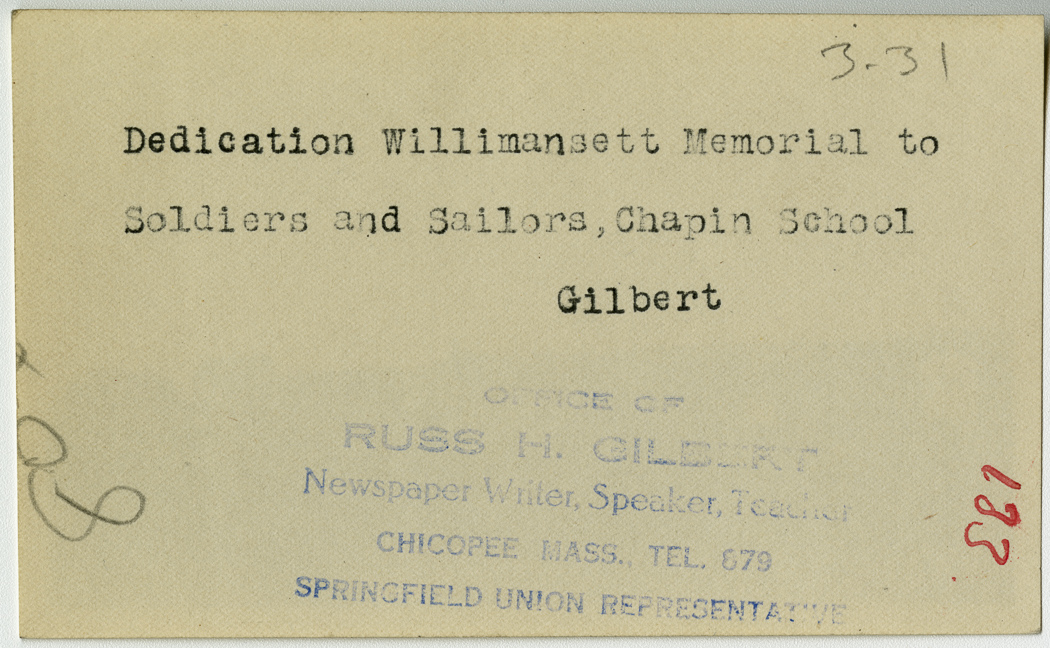 3-31
Dedication Willimansett Memorial to
Soldiers and Sailors, Chapin School
Gilbert
OFFICE OF
RUSS H. GILBERT
Newspaper Writer, Speaker, Teacher
CHICOPEE MASS., TEL. 879
SPRINGFIELD UNION REPRESENTATIVE